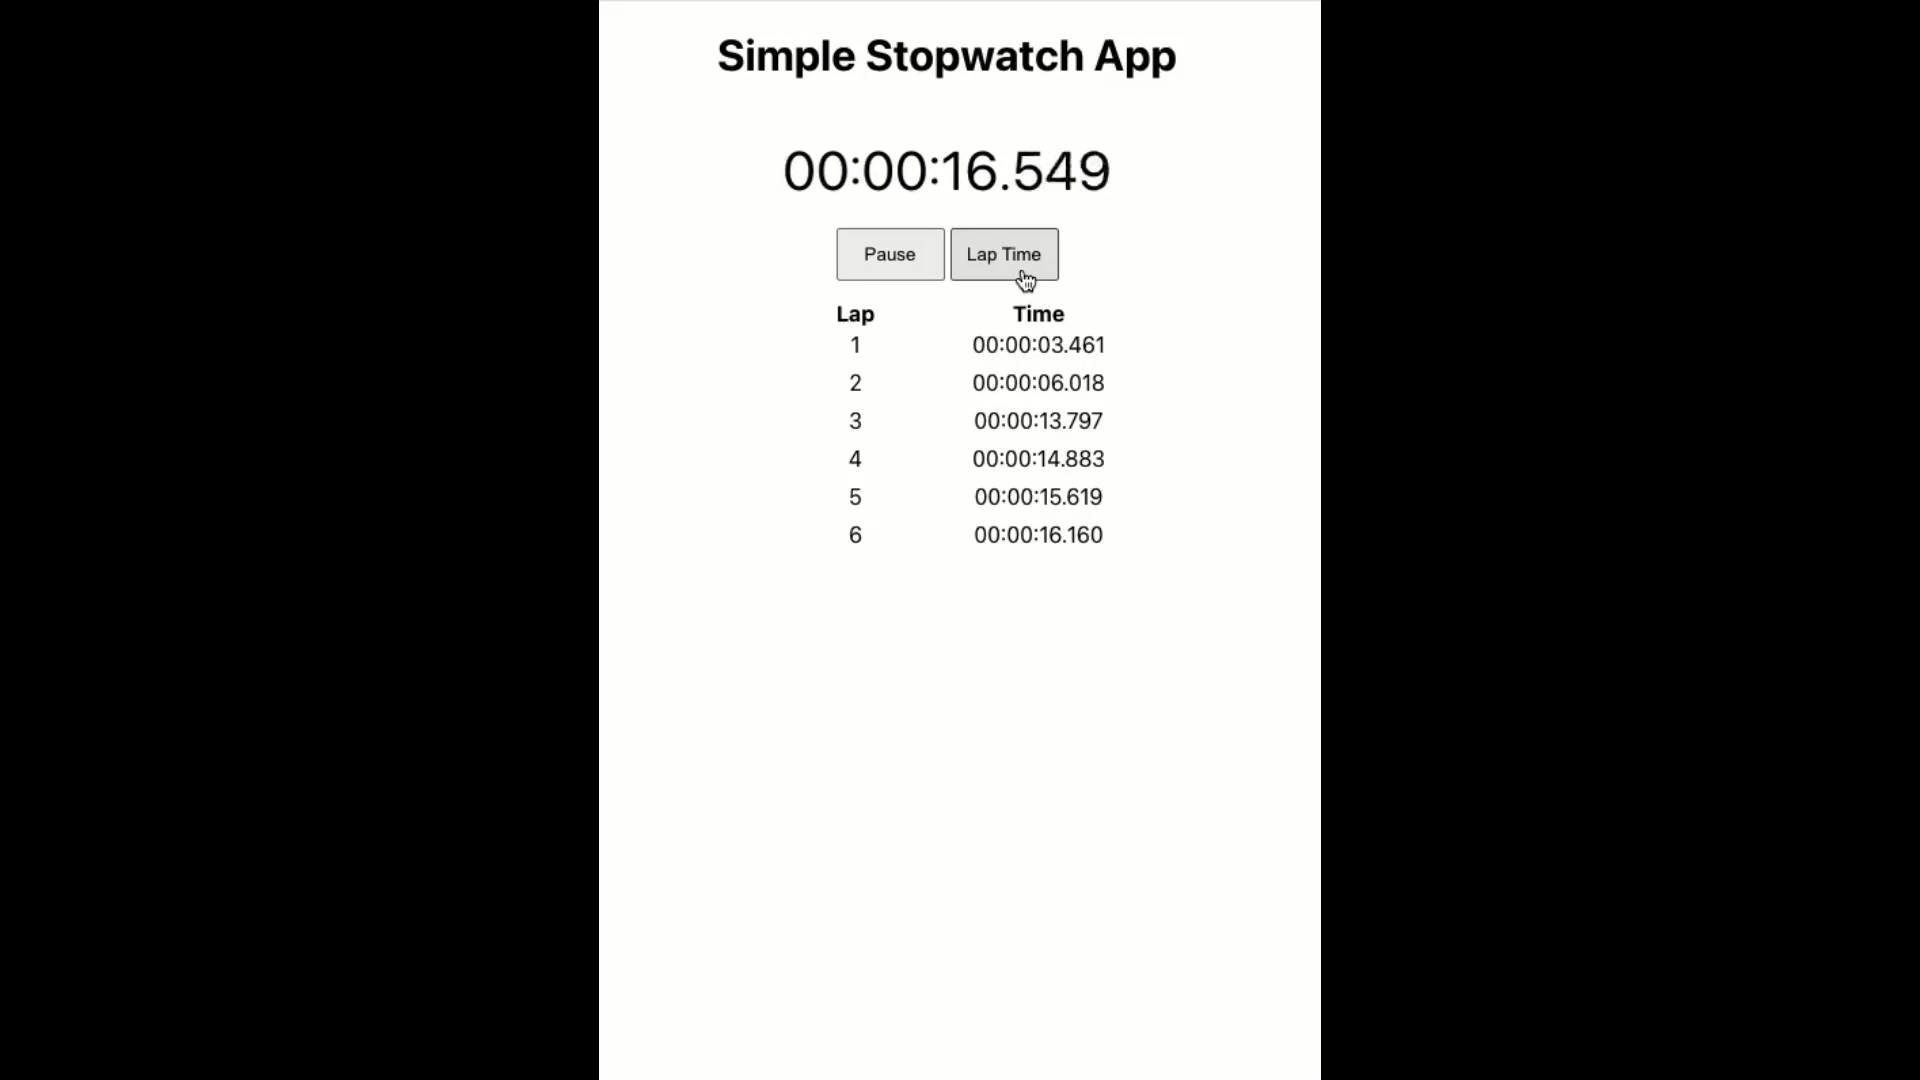 Simple Stopwatch App
00:00:16.549
Pause Lap Time
Lap Time
1 00:00:03.461
2 00:00:06.018
3 00:00:13.797
4 00:00:14.883
5 00:00:15.619
6 00:00:16.160